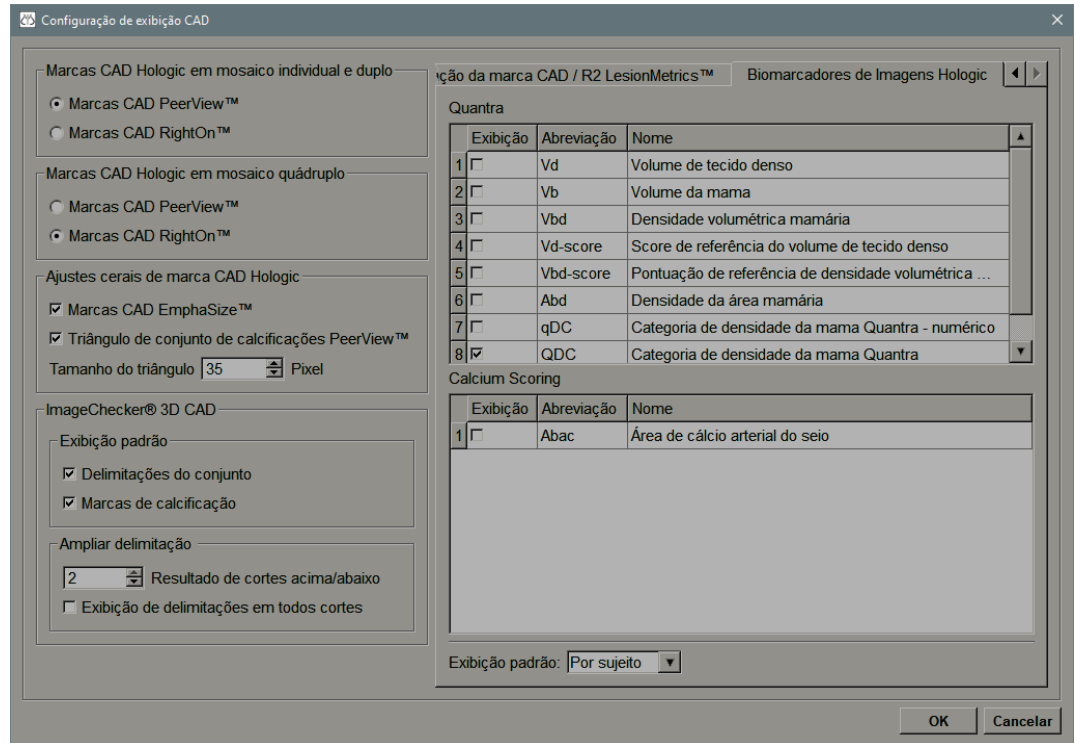 Configuração de exibição CAD
Marcas CAD Hologic em mosaico individual e duplo
Marcas CAD PeerView™
Marcas CAD RightOn™
Marcas CAD Hologic em mosaico quádruplo
Marcas CAD PeerView™
Marcas CAD RightOn™
Ajustes cerais de marca CAD Hologic
Marcas CAD EmphaSize™
Triângulo de conjunto de calcificações PeerView™
Tamanho do triângulo 35 Pixel
ImageChecker® 3D CAD
Exibição padrão
Delimitações do conjunto
Marcas de calcificação
Ampliar delimitação
2 Resultado de cortes acima/abaixo
Exibição de delimitações em todos cortes
ção da marca CAD / R2 LesionMetrics™ Biomarcadores de Imagens Hologic
Quantra
Exibição Abreviação Nome
1 Vd Volume de tecido denso
2 Vb Volume da mama
3 Vbd Densidade volumétrica mamária
4 Vd-score Score de referência do volume de tecido denso
5 Vbd-score Pontuação de referência de densidade volumétrica ...
6 Abd Densidade da área mamária
7 qDC Categoria de densidade da mama Quantra - numérico
8 QDC Categoria de densidade da mama Quantra
Calcium Scoring
Exibição Abreviação Nome
1 Abac Área de cálcio arterial do seio
Exibição padrão: Por sujeito
OK Cancelar